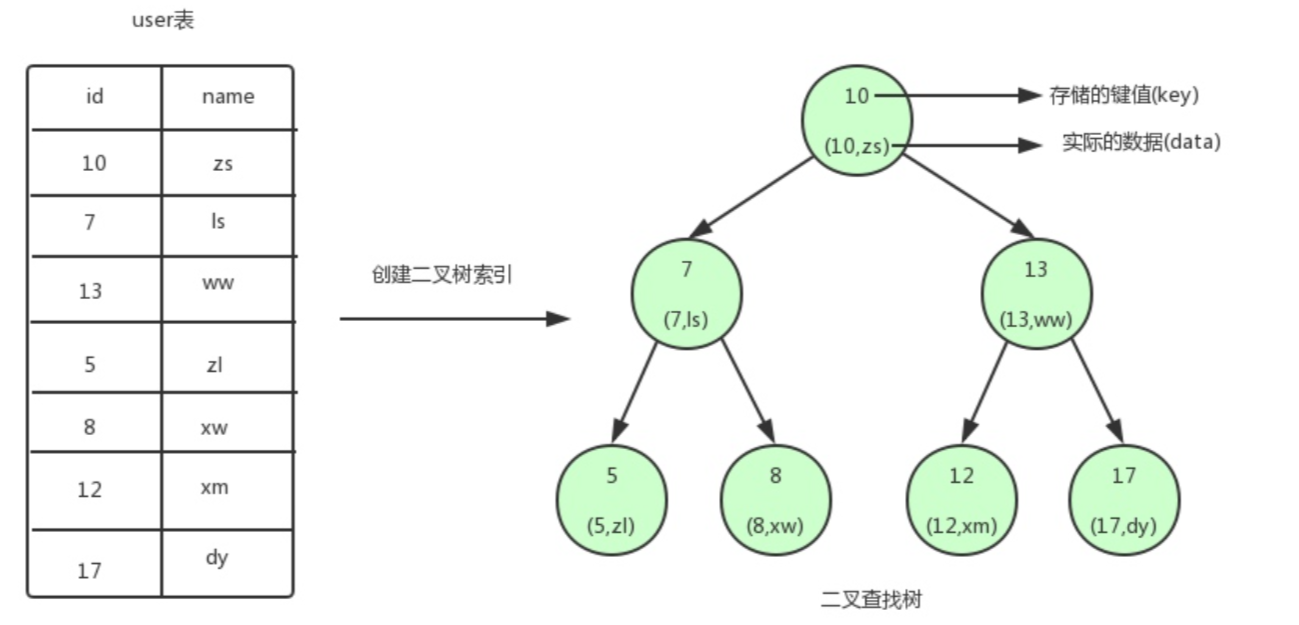 user表
id name
10 zs
7 ls
13 ww
5 zl
8 xw
12 xm
17 dy
创建二叉树索引
10
(10,zs)
存储的键值(key)
实际的数据(data)
7
(7,ls)
13
(13,ww)
5
(5,zl)
8
(8,xw)
12
(12,xm)
17
(17,dy)
二叉查找树